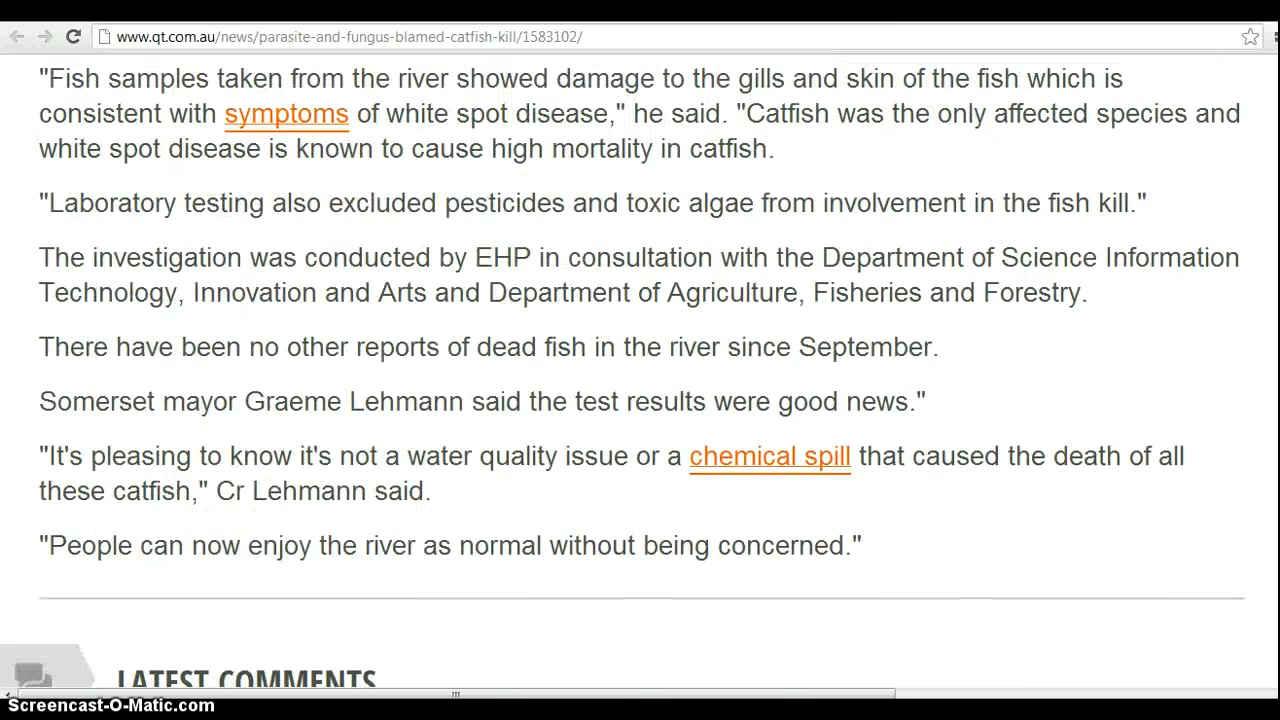 www.qt.com.au/news/parasite-and-fungus-blamed-catfish-kill/1583102/
"Fish samples taken from the river showed damage to the gills and skin of the fish which is
consistent with symptoms of white spot disease," he said. "Catfish was the only affected species and
white spot disease is known to cause high mortality in catfish.
"Laboratory testing also excluded pesticides and toxic algae from involvement in the fish kill."
The investigation was conducted by EHP in consultation with the Department of Science Information
Technology, Innovation and Arts and Department of Agriculture, Fisheries and Forestry.
There have been no other reports of dead fish in the river since September.
Somerset mayor Graeme Lehmann said the test results were good news."
"It's pleasing to know it's not a water quality issue or a chemical spill that caused the death of all
these catfish," Cr Lehmann said.
"People can now enjoy the river as normal without being concerned."
LATEST COMMENTS
Screencast-O-Matic.com